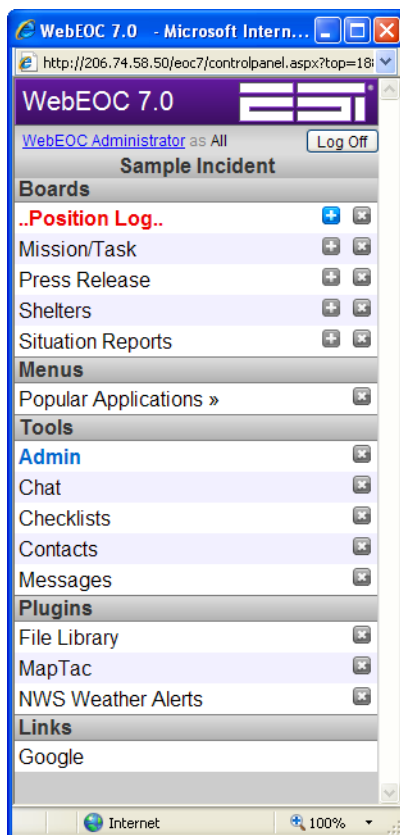 WebEOC 7.0 - Microsoft Intern...
http://206.74.58.50/eoc7/controlpanel.aspx?top=18
WebEOC 7.0 ESi
WebEOC Administrator as All Log Off
Sample Incident
Boards
..Position Log..
Mission/Task
Press Release
Shelters
Situation Reports
Menus
Popular Applications »
Tools
Admin
Chat
Checklists
Contacts
Messages
Plugins
File Library
MapTac
NWS Weather Alerts
Links
Google
Internet 100%